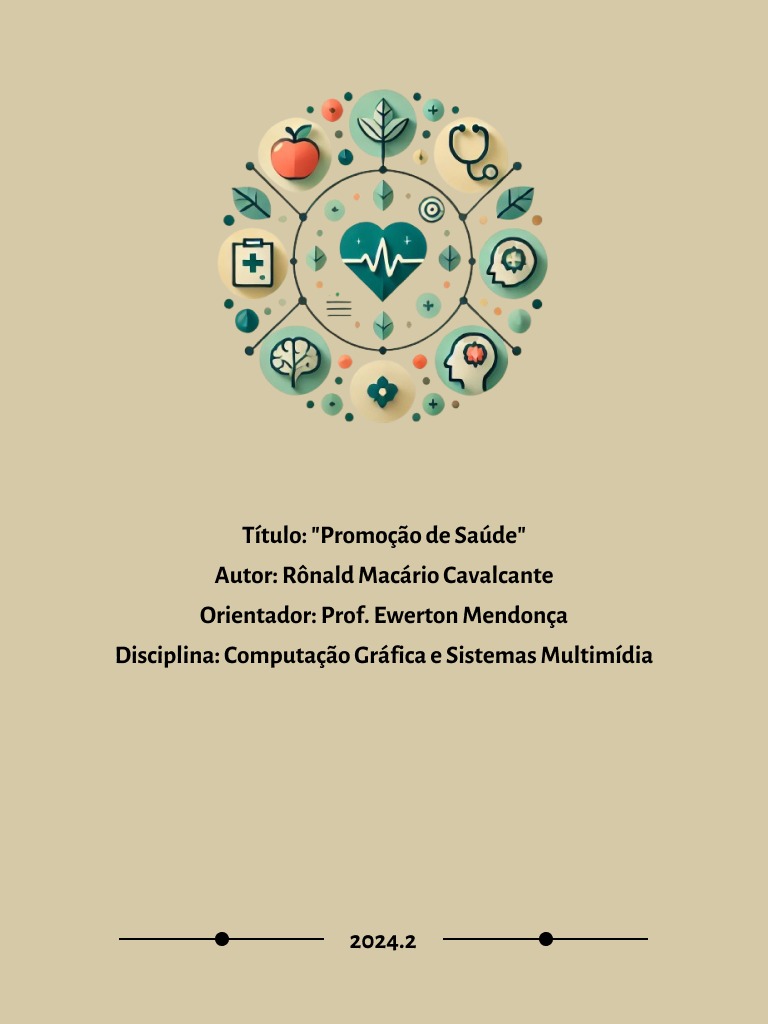 Título: "Promoção de Saúde"
Autor: Rônald Macário Cavalcante
Orientador: Prof. Ewerton Mendonça
Disciplina: Computação Gráfica e Sistemas Multimídia
2024.2